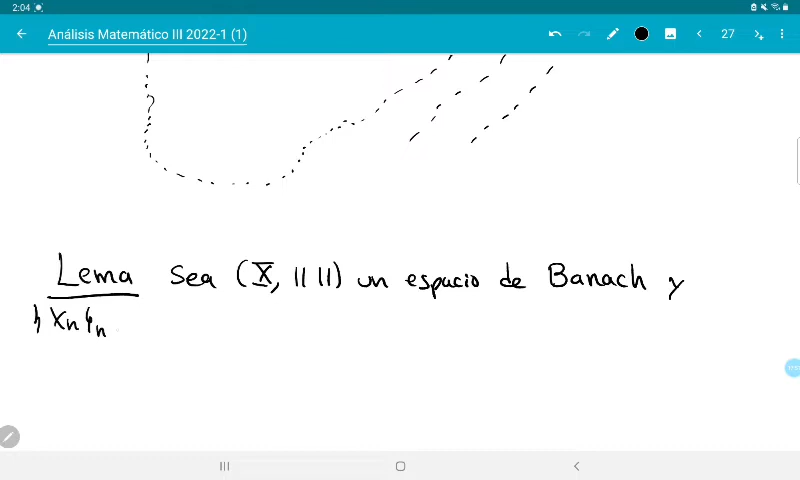 2:04
Análisis Matemático III 2022-1 (1)
27
Lema Sea (X, || ||) un espacio de Banach y
{Xn}n